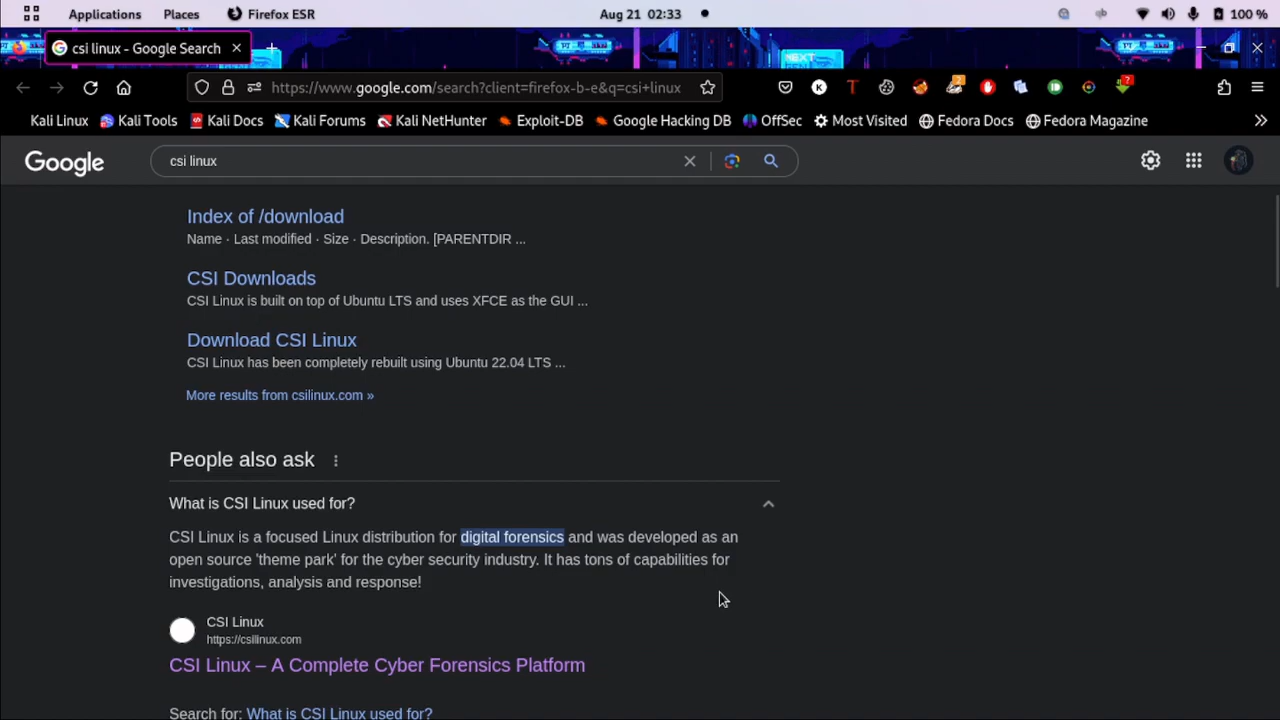 Applications Places Firefox ESR Aug 21 02:33 100 %
csi linux - Google Search
NEXT
https://www.google.com/search?client=firefox-b-e&q=csi+linux
Kali Linux Kali Tools Kali Docs Kali Forums Kali NetHunter Exploit-DB Google Hacking DB OffSec Most Visited Fedora Docs Fedora Magazine
Google csi linux
Index of /download
Name · Last modified · Size · Description. [PARENTDIR ...
CSI Downloads
CSI Linux is built on top of Ubuntu LTS and uses XFCE as the GUI ...
Download CSI Linux
CSI Linux has been completely rebuilt using Ubuntu 22.04 LTS ...
More results from csilinux.com »
People also ask
What is CSI Linux used for?
CSI Linux is a focused Linux distribution for digital forensics and was developed as an
open source 'theme park' for the cyber security industry. It has tons of capabilities for
investigations, analysis and response!
CSI Linux
https://csilinux.com
CSI Linux – A Complete Cyber Forensics Platform
Search for: What is CSI Linux used for?